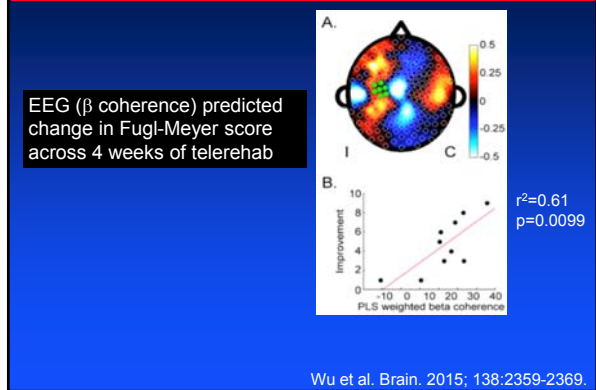 EEG (β coherence) predicted
change in Fugl-Meyer score
across 4 weeks of telerehab
A.
0.5
0.25
0
-0.25
-0.5
I
C
B.
10
8
6
4
2
0
Improvement
-10 0 10 20 30 40
PLS weighted beta coherence
r²=0.61
p=0.0099
Wu et al. Brain. 2015; 138:2359-2369.